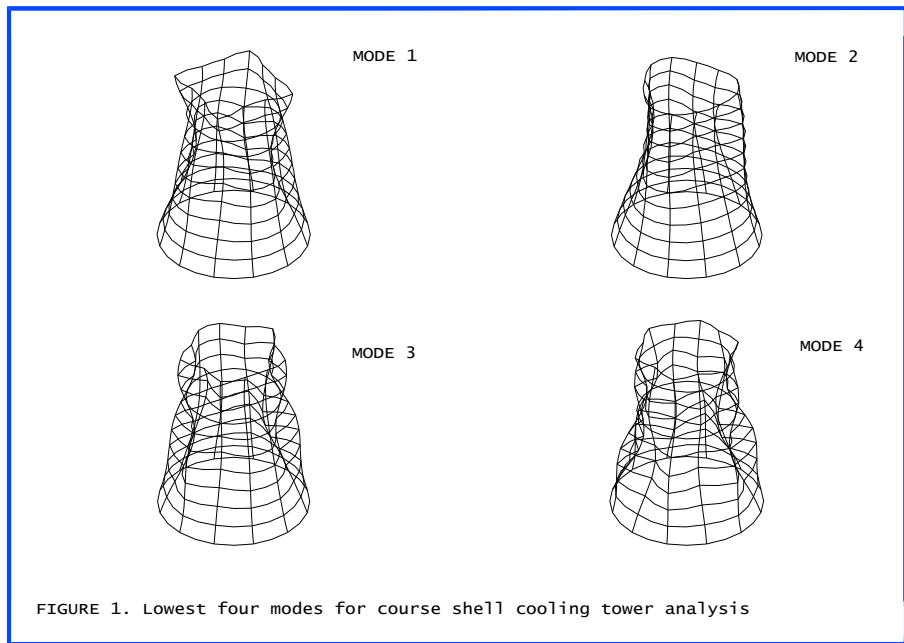 MODE 1
MODE 2
MODE 3
MODE 4
FIGURE 1. Lowest four modes for course shell cooling tower analysis